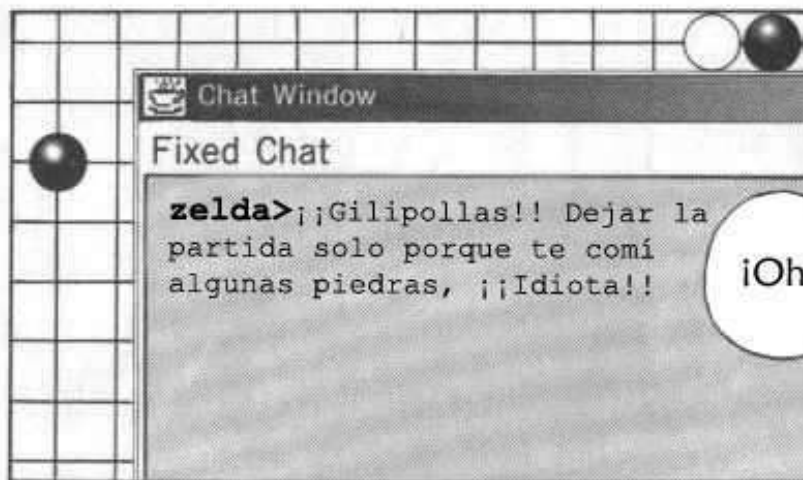 Chat Window
Fixed Chat
zelda>¡¡Gilipollas!! Dejar la
partida solo porque te comí
algunas piedras, ¡¡Idiota!!
¡Oh